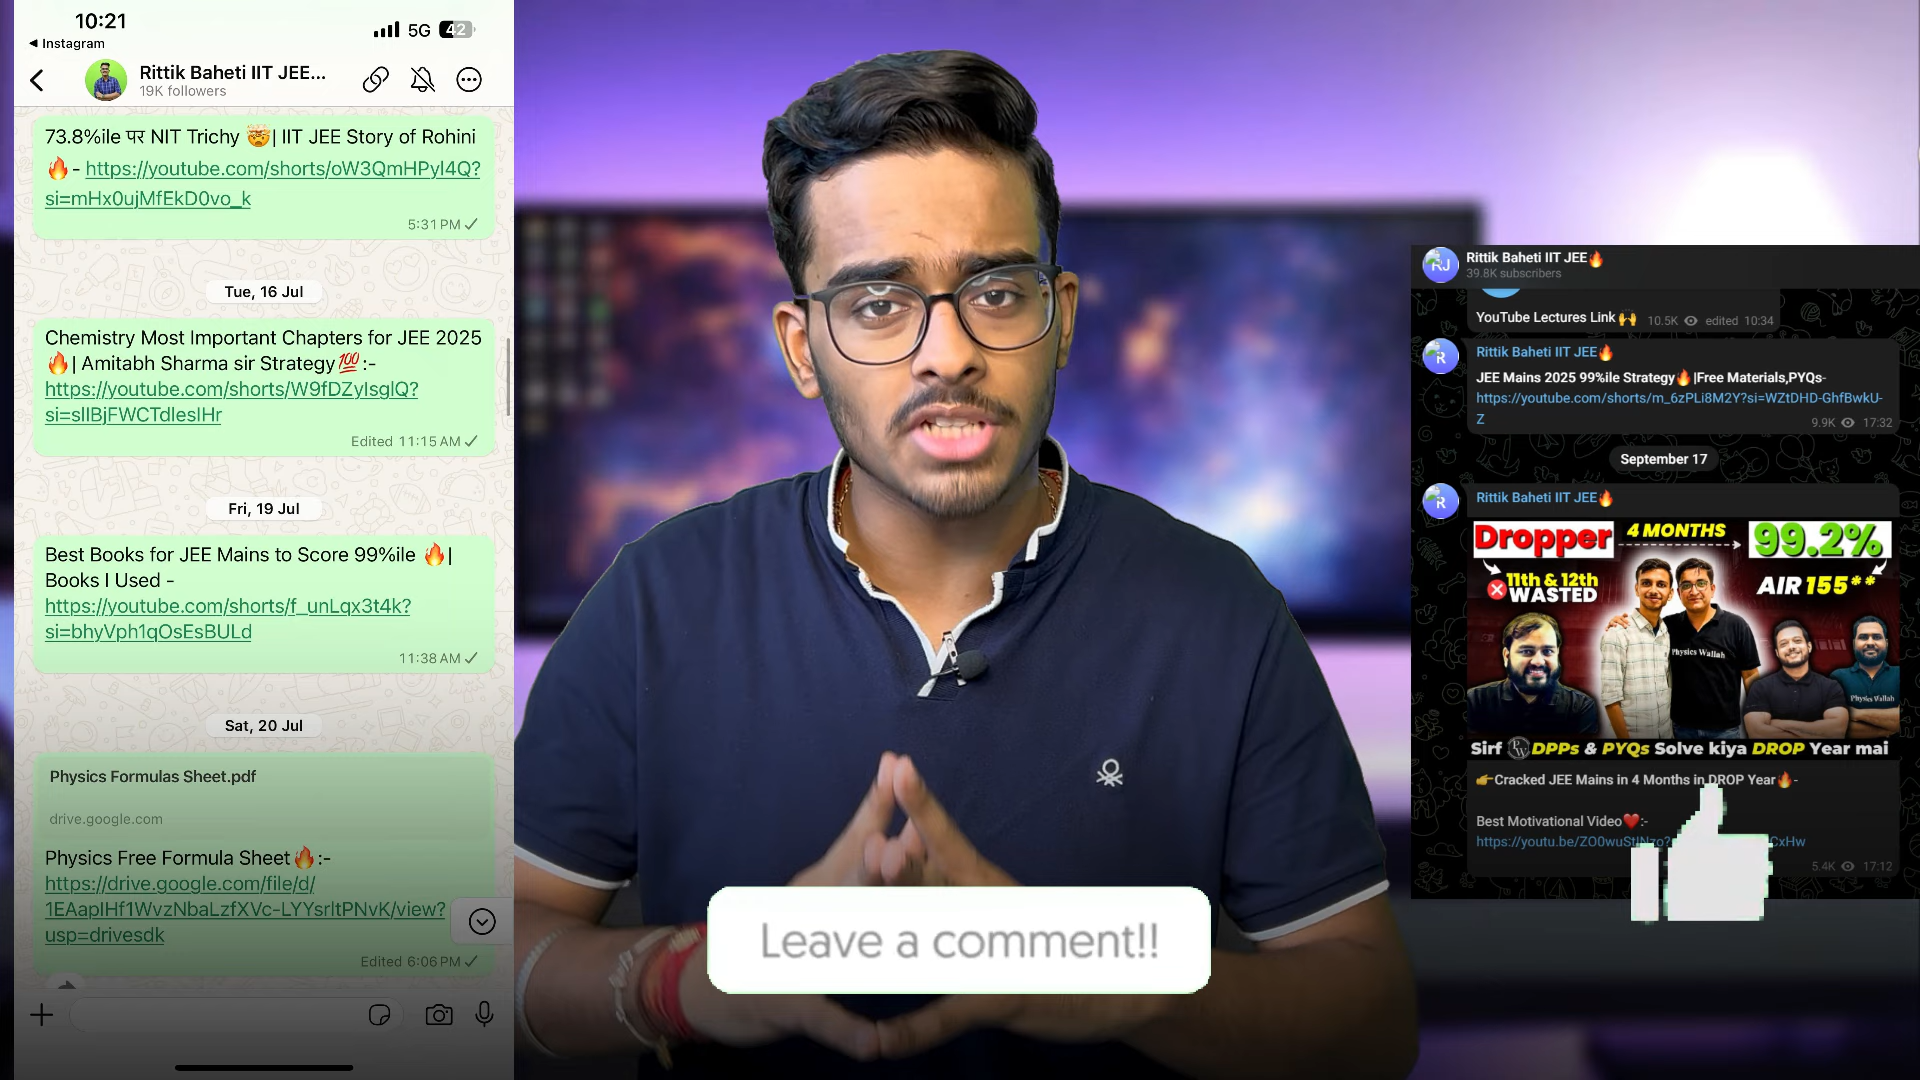 10:21
5G 42
Instagram
Rittik Baheti IIT JEE...
19K followers
73.8%ile पर NIT Trichy 🤯| IIT JEE Story of Rohini
🔥- https://youtube.com/shorts/oW3QmHPyI4Q?
si=mHx0ujMfEkD0vo_k
5:31 PM
Tue, 16 Jul
Chemistry Most Important Chapters for JEE 2025
🔥| Amitabh Sharma sir Strategy💯:-
https://youtube.com/shorts/W9fDZyIsglQ?
si=slIBjFWCTdlesIHr
Edited 11:15 AM
Fri, 19 Jul
Best Books for JEE Mains to Score 99%ile 🔥|
Books I Used -
https://youtube.com/shorts/f_unLqx3t4k?
si=bhyVph1qOsEsBULd
11:38 AM
Sat, 20 Jul
Physics Formulas Sheet.pdf
drive.google.com
Physics Free Formula Sheet🔥:-
https://drive.google.com/file/d/
1EAapIHf1WvzNbaLzfXVc-LYYsrItPNvK/view?
usp=drivesdk
Edited 6:06 PM
Leave a comment!!
RJ
Rittik Baheti IIT JEE🔥
39.8K subscribers
YouTube Lectures Link🙌 10.5K edited 10:34
R
Rittik Baheti IIT JEE🔥
JEE Mains 2025 99%ile Strategy🔥|Free Materials,PYQs-
https://youtube.com/shorts/m_6zPLi8M2Y?si=WZtDHD-GhfBwkU-
Z
9.9K 17:32
September 17
R
Rittik Baheti IIT JEE🔥
Dropper 4 MONTHS 99.2%
11th & 12th
WASTED
AIR 155**
Physics Wallah
Physics Wallah
Sirf PW DPPs & PYQs Solve kiya DROP Year mai
👉Cracked JEE Mains in 4 Months in DROP Year🔥-
Best Motivational Video❤️:-
CxHw
5.4K 17:12